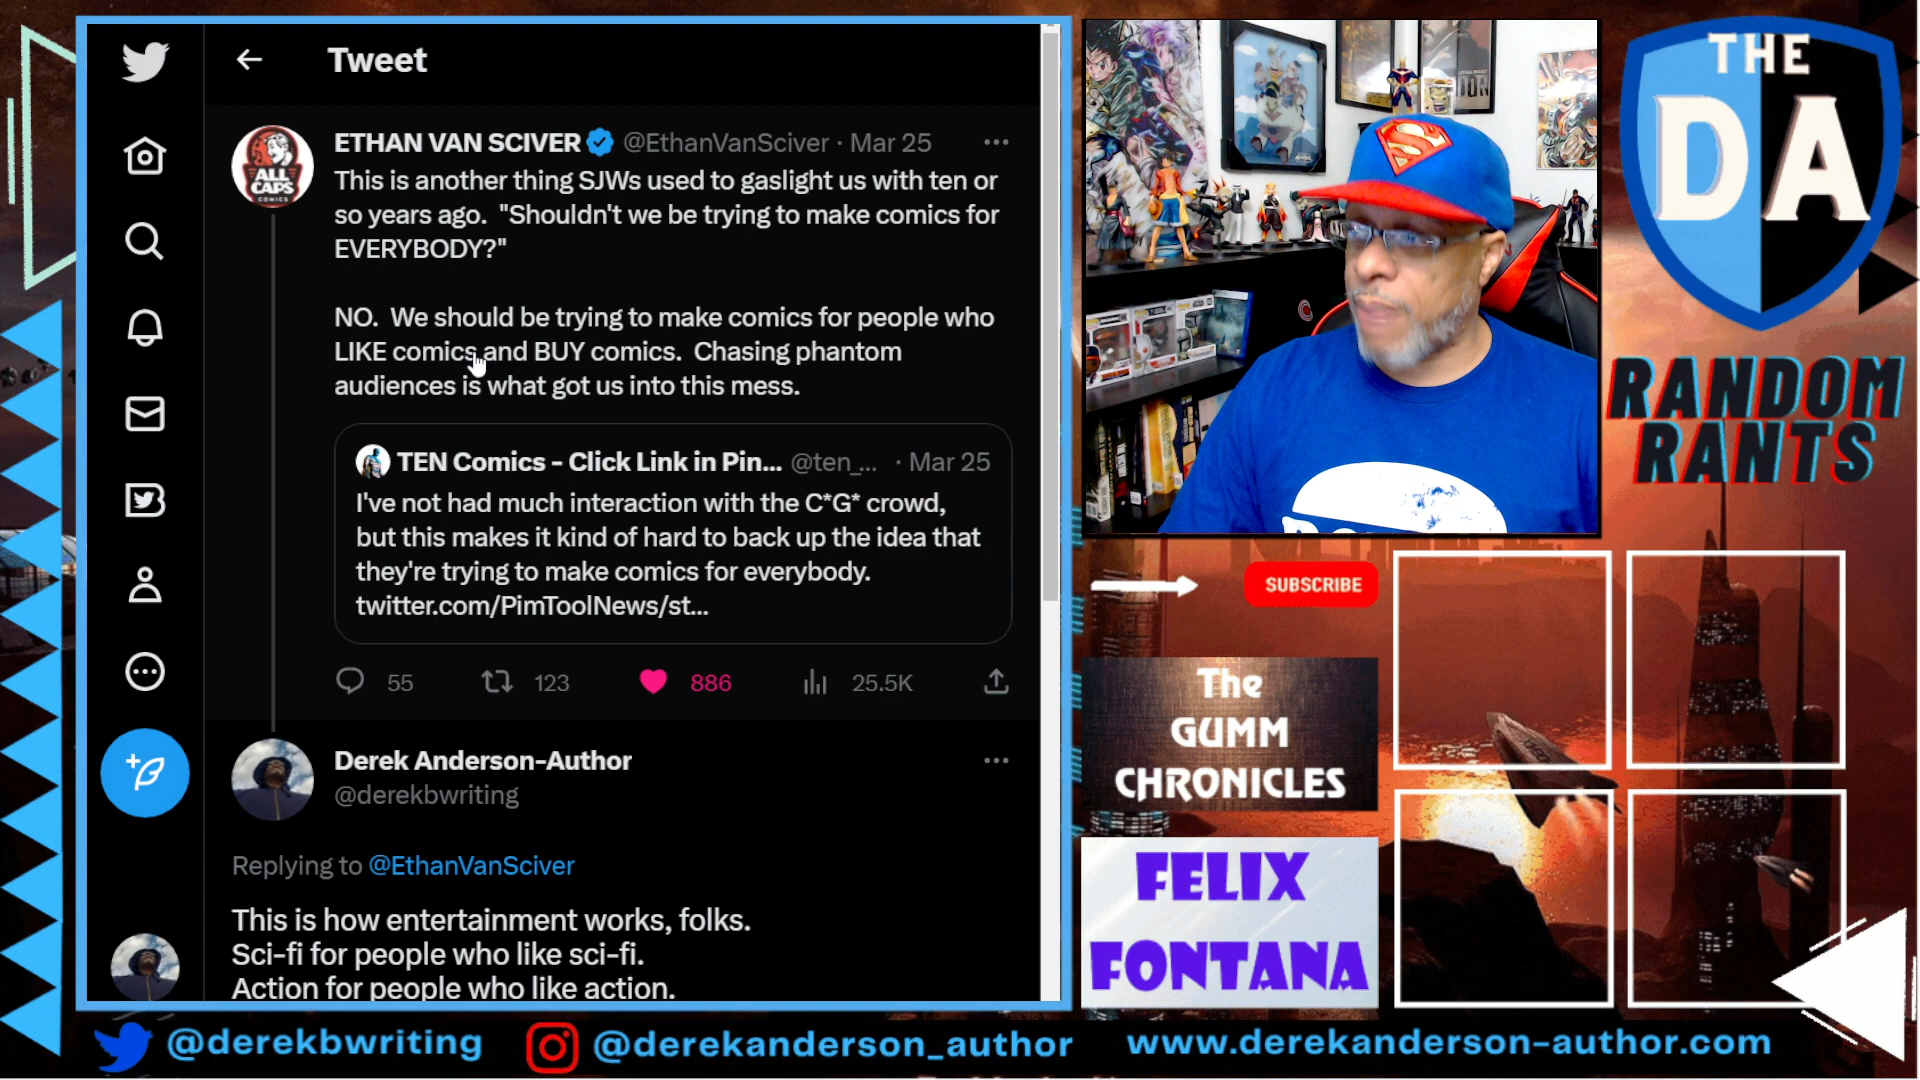 Tweet
ETHAN VAN SCIVER @EthanVanSciver · Mar 25
This is another thing SJWs used to gaslight us with ten or
so years ago. "Shouldn't we be trying to make comics for
EVERYBODY?"
NO. We should be trying to make comics for people who
LIKE comics and BUY comics. Chasing phantom
audiences is what got us into this mess.
ALL
CAPS
COMICS
TEN Comics - Click Link in Pin... @ten_... · Mar 25
I've not had much interaction with the C*G* crowd,
but this makes it kind of hard to back up the idea that
they're trying to make comics for everybody.
twitter.com/PimToolNews/st...
55 123 886 25.5K
Derek Anderson-Author
@derekbwriting
Replying to @EthanVanSciver
This is how entertainment works, folks.
Sci-fi for people who like sci-fi.
Action for people who like action.
THE
DA
RANDOM
RANTS
SUBSCRIBE
The
GUMM
CHRONICLES
FELIX
FONTANA
@derekbwriting @derekanderson_author www.derekanderson-author.com